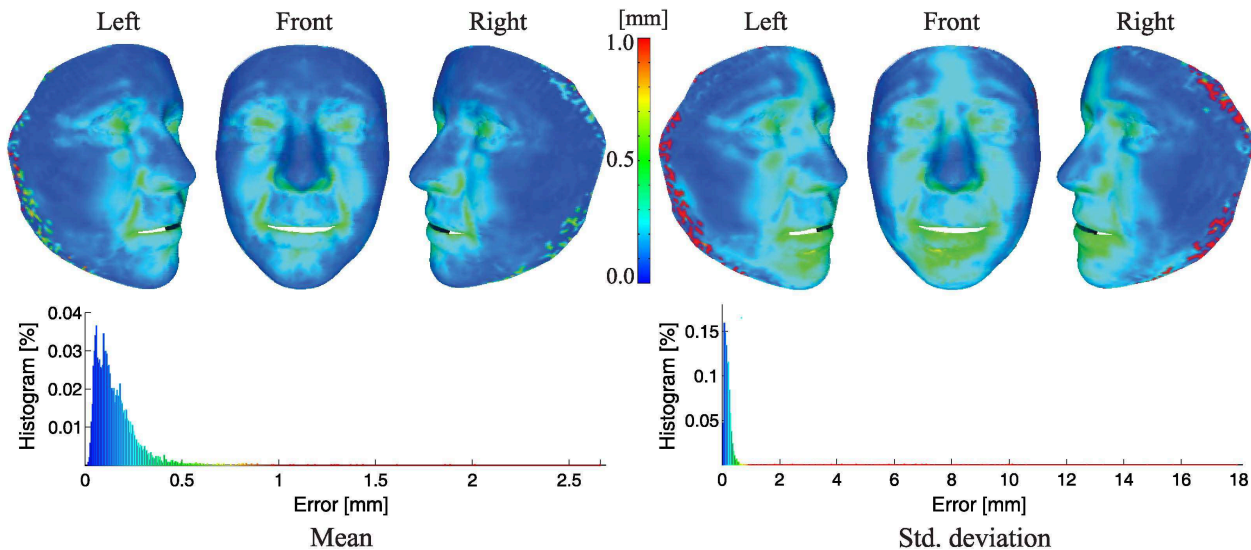 Left Front Right [mm] Left Front Right
1.0
0.5
0.0
0.04
0.03
0.02
0.01
Histogram [%]
0 0.5 1 1.5 2 2.5
Error [mm]
Mean
0.15
0.1
0.05
Histogram [%]
0 2 4 6 8 10 12 14 16 18
Error [mm]
Std. deviation